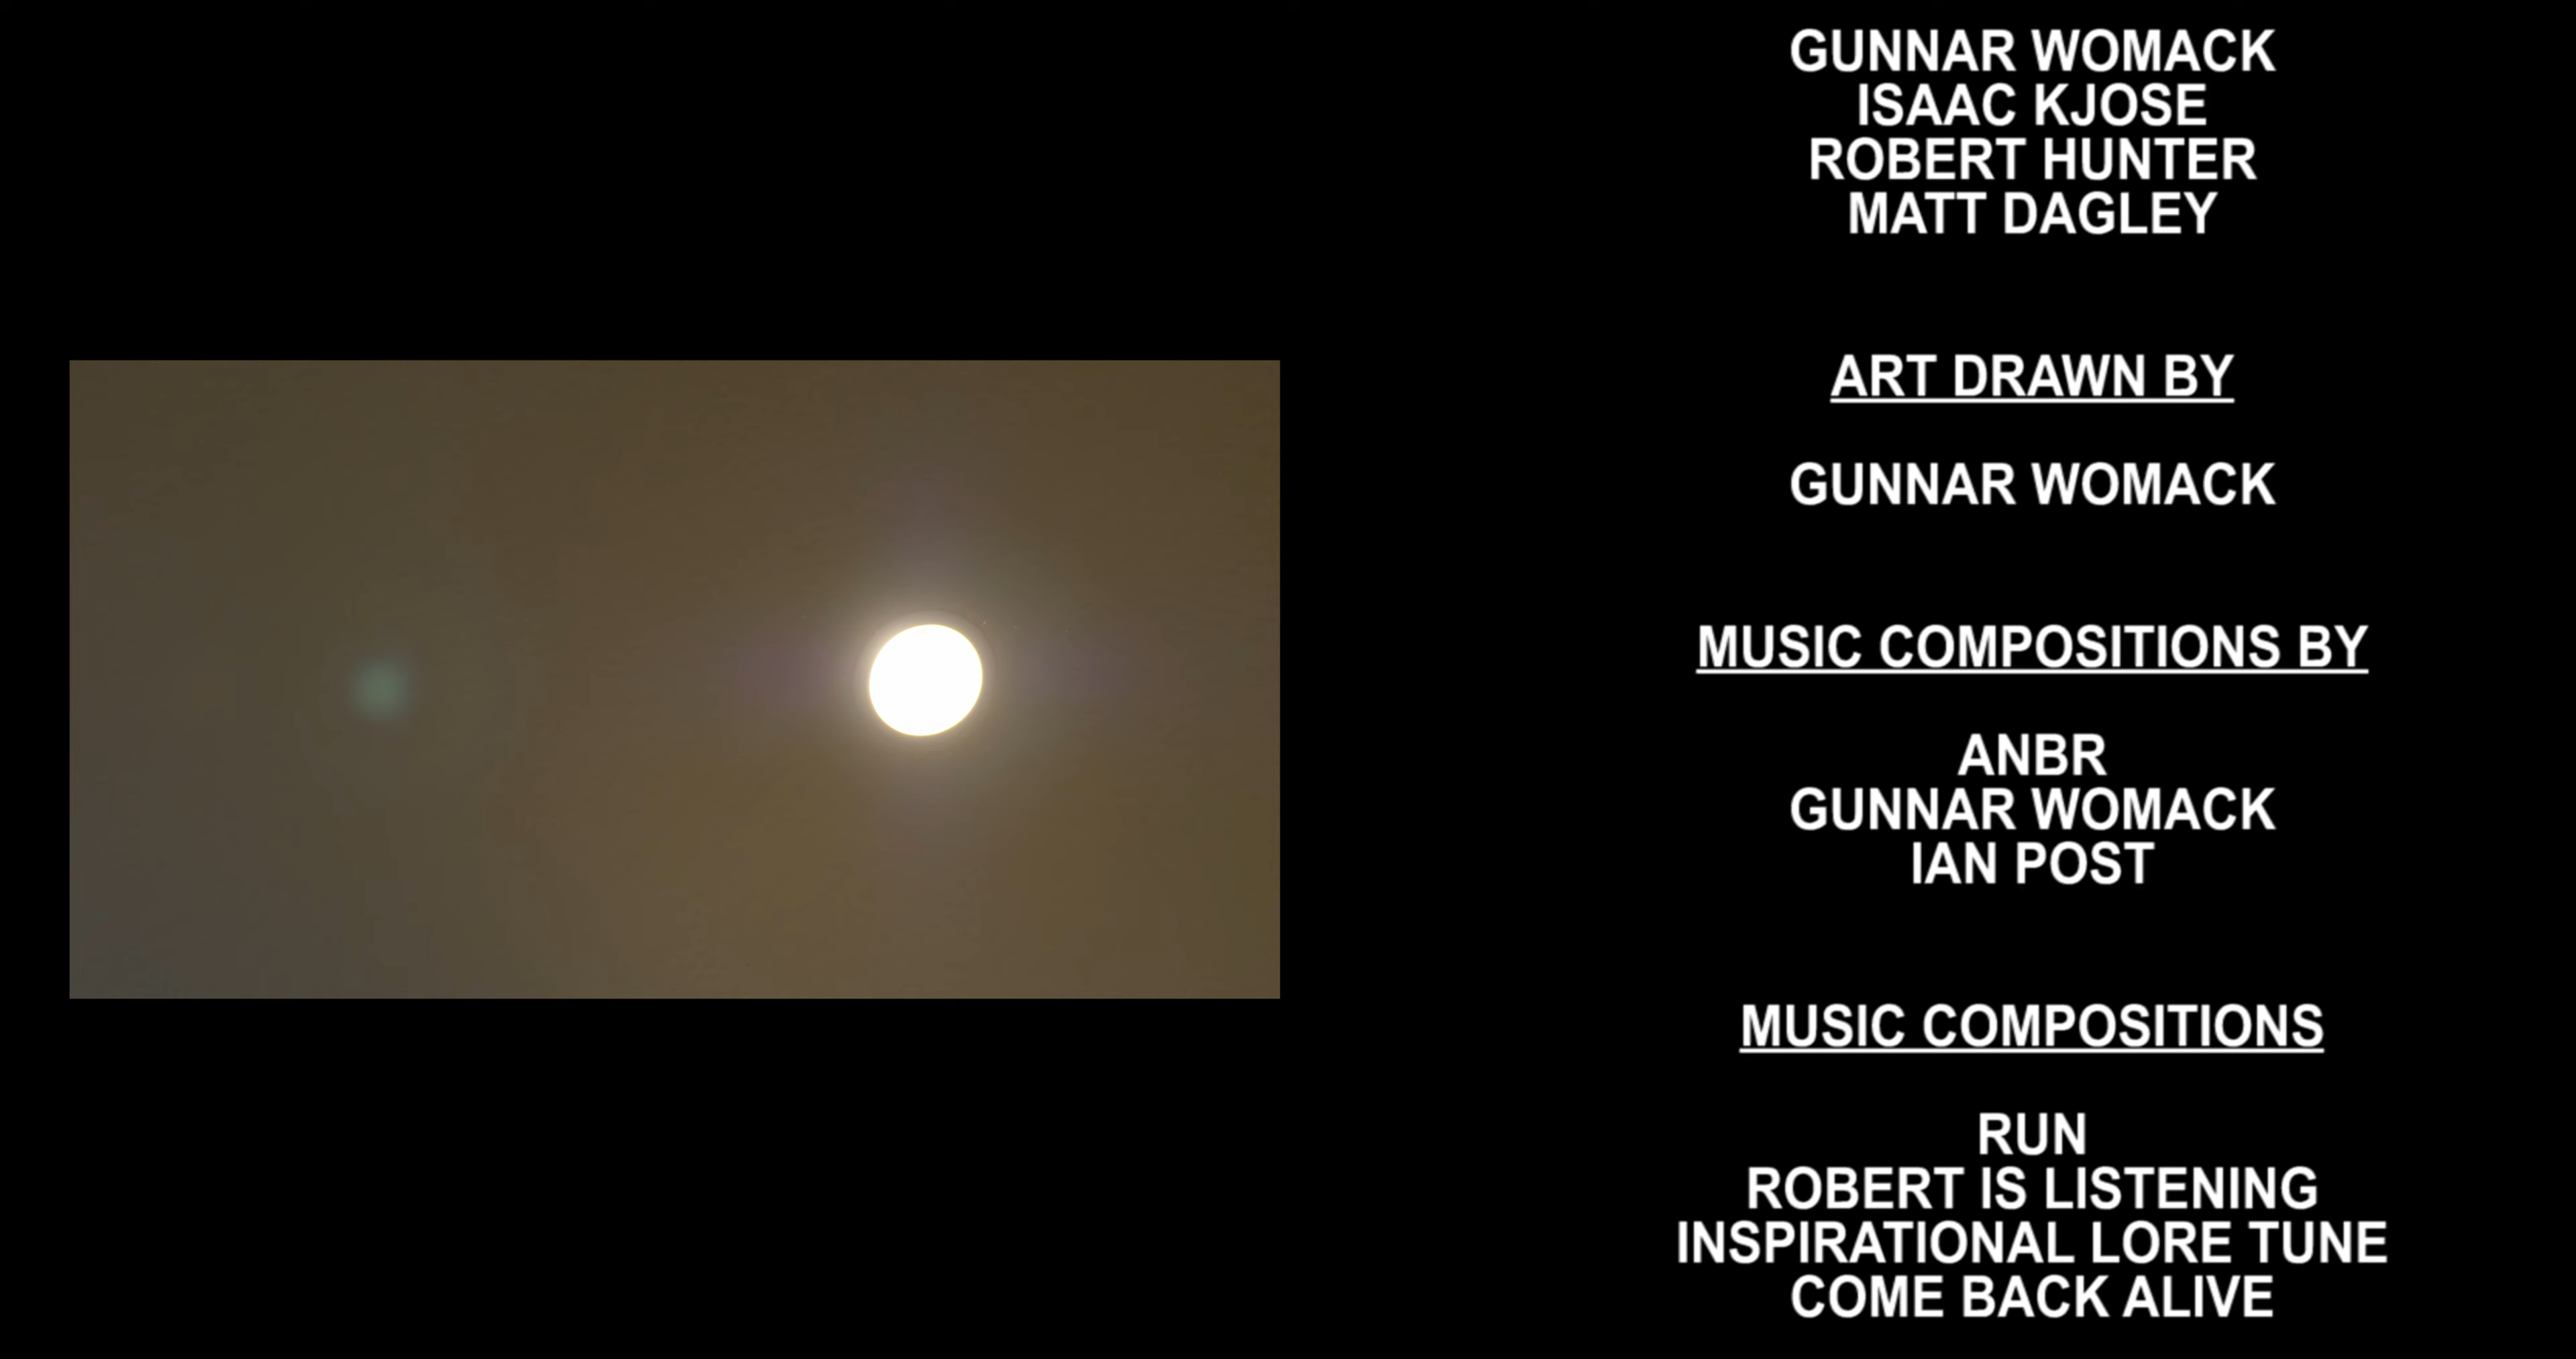 GUNNAR WOMACK
ISAAC KJOSE
ROBERT HUNTER
MATT DAGLEY
ART DRAWN BY
GUNNAR WOMACK
MUSIC COMPOSITIONS BY
ANBR
GUNNAR WOMACK
IAN POST
MUSIC COMPOSITIONS
RUN
ROBERT IS LISTENING
INSPIRATIONAL LORE TUNE
COME BACK ALIVE